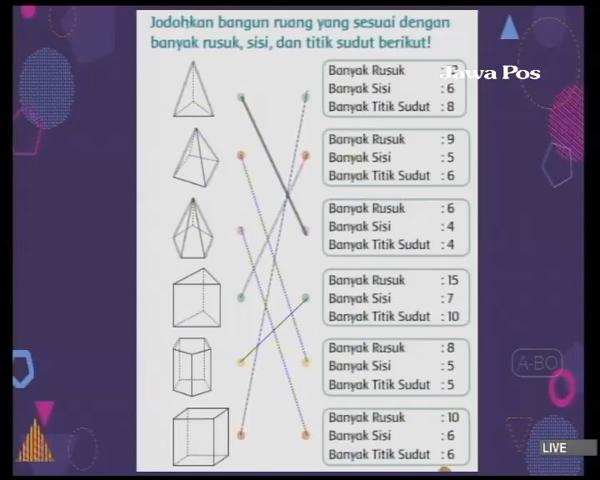 Jodohkan bangun ruang yang sesuai dengan
banyak rusuk, sisi, dan titik sudut berikut!
Banyak Rusuk
Jawa Pos
Banyak Sisi : 6
Banyak Titik Sudut : 8
Banyak Rusuk : 9
Banyak Sisi : 5
Banyak Titik Sudut : 6
Banyak Rusuk : 6
Banyak Sisi : 4
Banyak Titik Sudut : 4
Banyak Rusuk : 15
Banyak Sisi : 7
Banyak Titik Sudut : 10
Banyak Rusuk : 8
Banyak Sisi : 5
Banyak Titik Sudut : 5
Banyak Rusuk : 10
Banyak Sisi : 6
Banyak Titik Sudut : 6
A-BO
LIVE